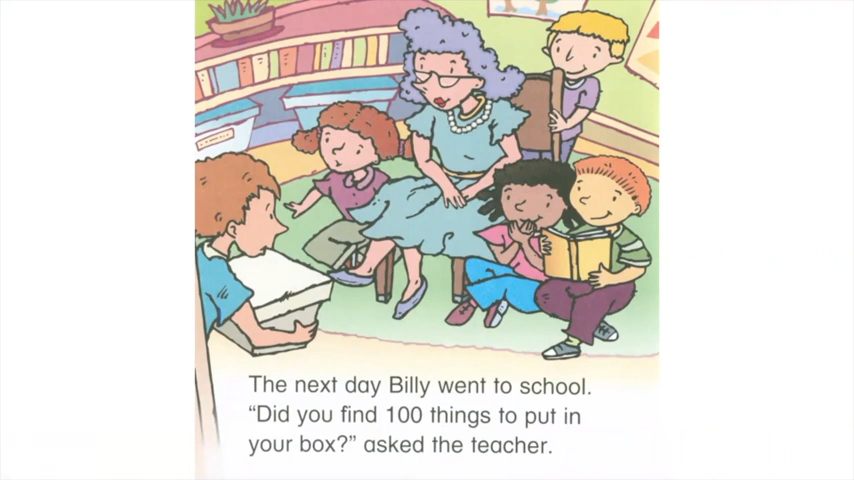 The next day Billy went to school.
“Did you find 100 things to put in
your box?” asked the teacher.